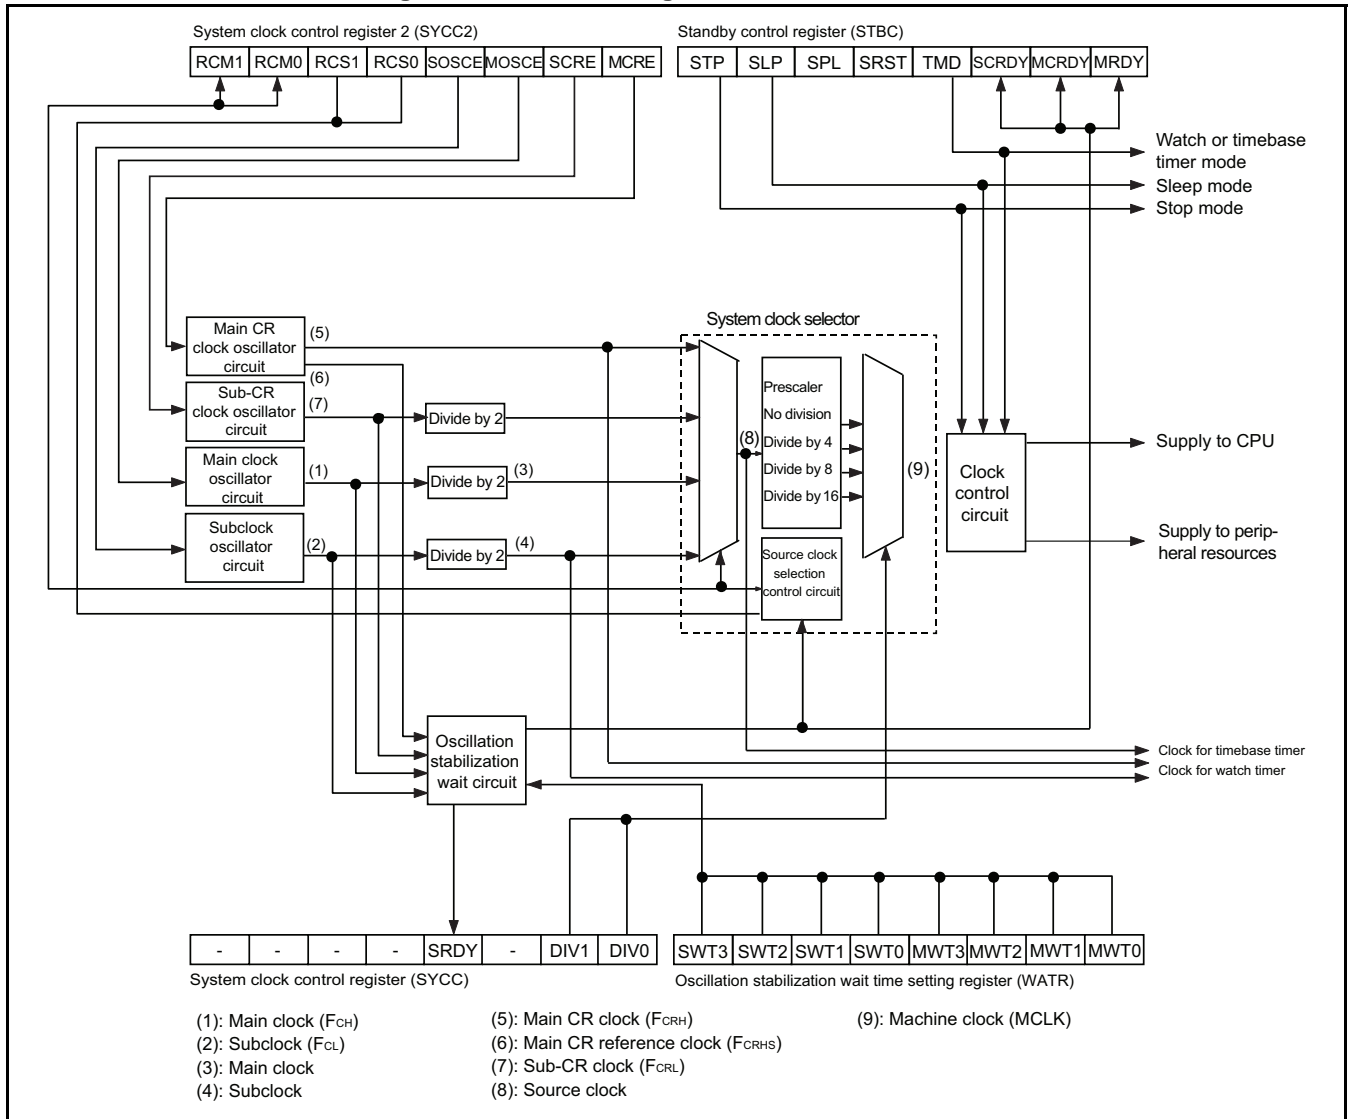 System clock control register 2 (SYCC2)
Standby control register (STBC)
RCM1 RCM0 RCS1 RCS0 SOSCE MOSCE SCRE MCRE
STP SLP SPL SRST TMD SCRDY MCRDY MRDY
Watch or timebase
timer mode
Sleep mode
Stop mode
System clock selector
Main CR
clock oscillator
circuit
(5)
(6)
Sub-CR
clock oscillator
circuit
(7)
Divide by 2
Main clock
oscillator
circuit
(1)
Divide by 2
(3)
Subclock
oscillator
circuit
(2)
Divide by 2
(4)
(8)
Prescaler
No division
Divide by 4
Divide by 8
Divide by 16
(9)
Source clock
selection
control circuit
Clock
control
circuit
Supply to CPU
Supply to perip-
heral resources
Oscillation
stabilization
wait circuit
Clock for timebase timer
Clock for watch timer
- - - - SRDY - DIV1 DIV0
SWT3 SWT2 SWT1 SWT0 MWT3 MWT2 MWT1 MWT0
System clock control register (SYCC)
Oscillation stabilization wait time setting register (WATR)
(1): Main clock (FCH)
(2): Subclock (FCL)
(3): Main clock
(4): Subclock
(5): Main CR clock (FCRH)
(6): Main CR reference clock (FCRHS)
(7): Sub-CR clock (FCRL)
(8): Source clock
(9): Machine clock (MCLK)